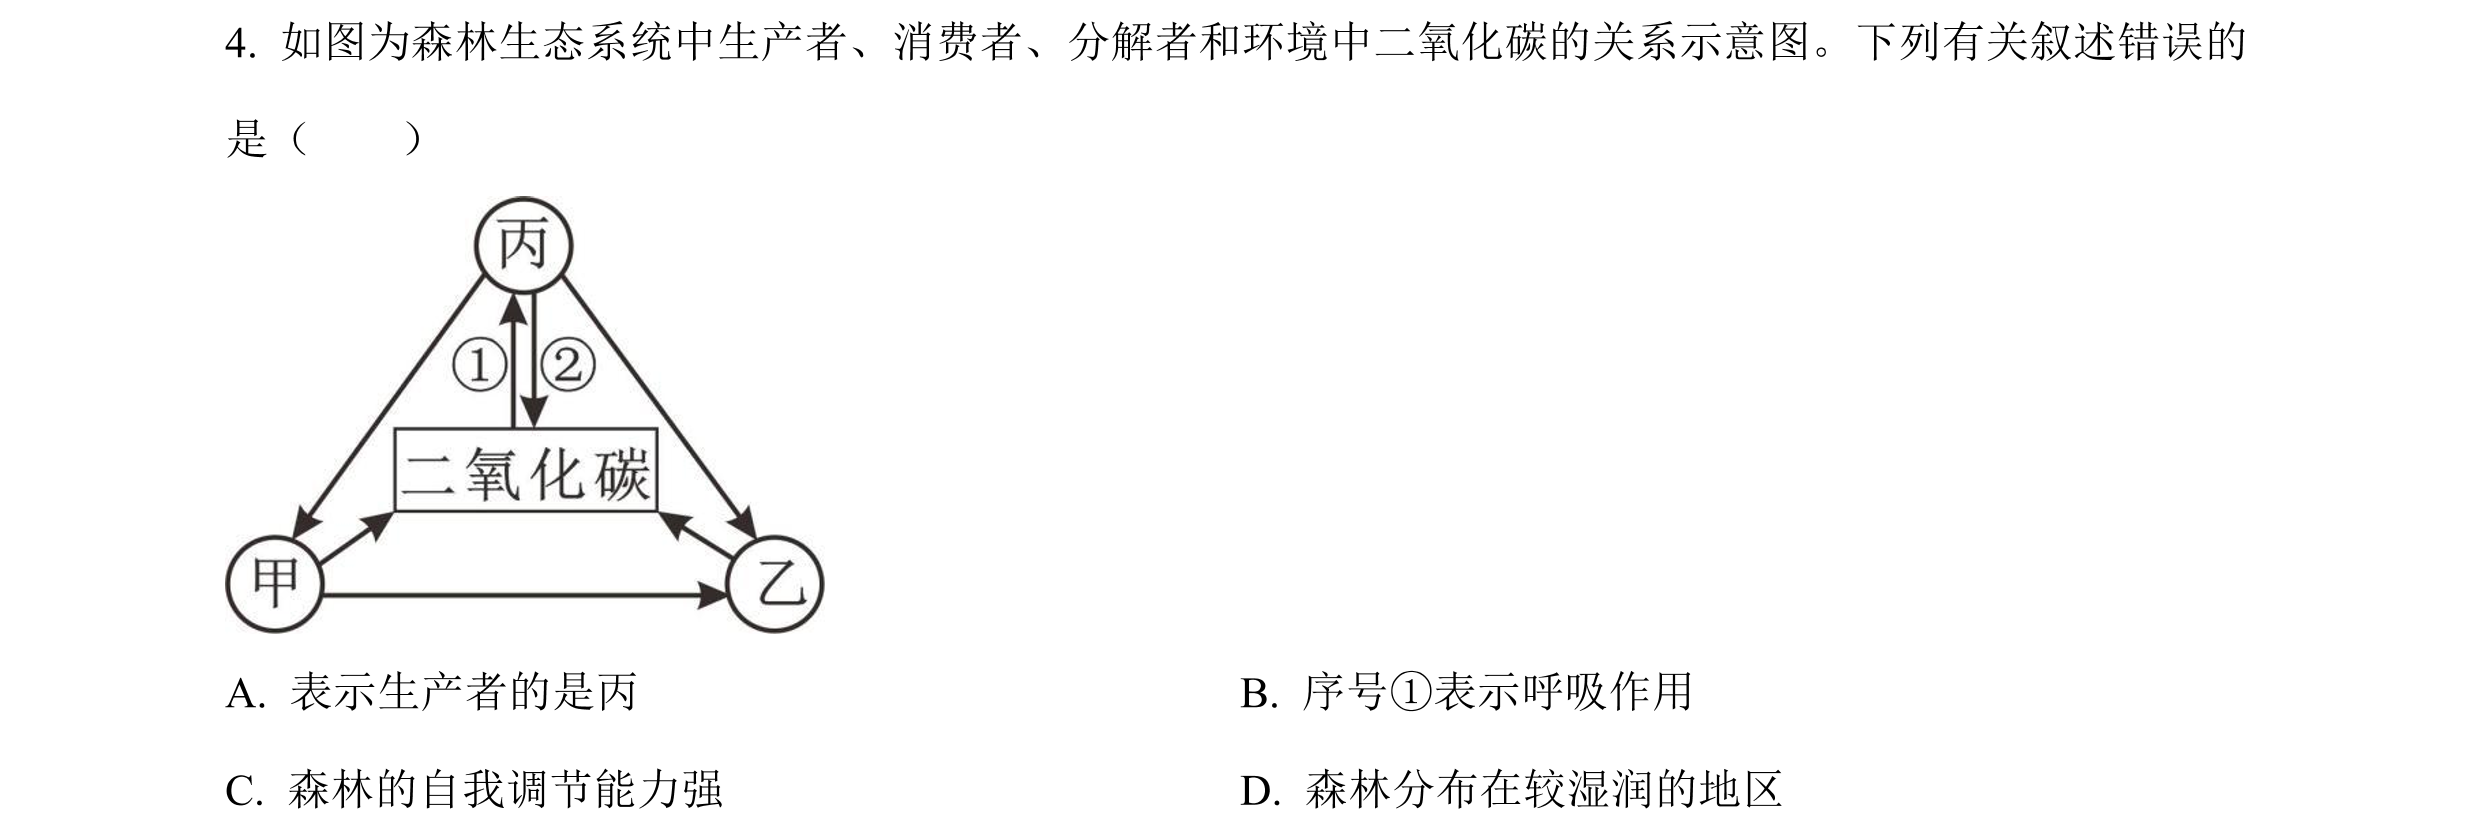 4. 如图为森林生态系统中生产者、消费者、分解者和环境中二氧化碳的关系示意图。下列有关叙述错误的
是（　　）
丙
① ②
二氧化碳
甲 乙
A. 表示生产者的是丙 B. 序号①表示呼吸作用
C. 森林的自我调节能力强 D. 森林分布在较湿润的地区